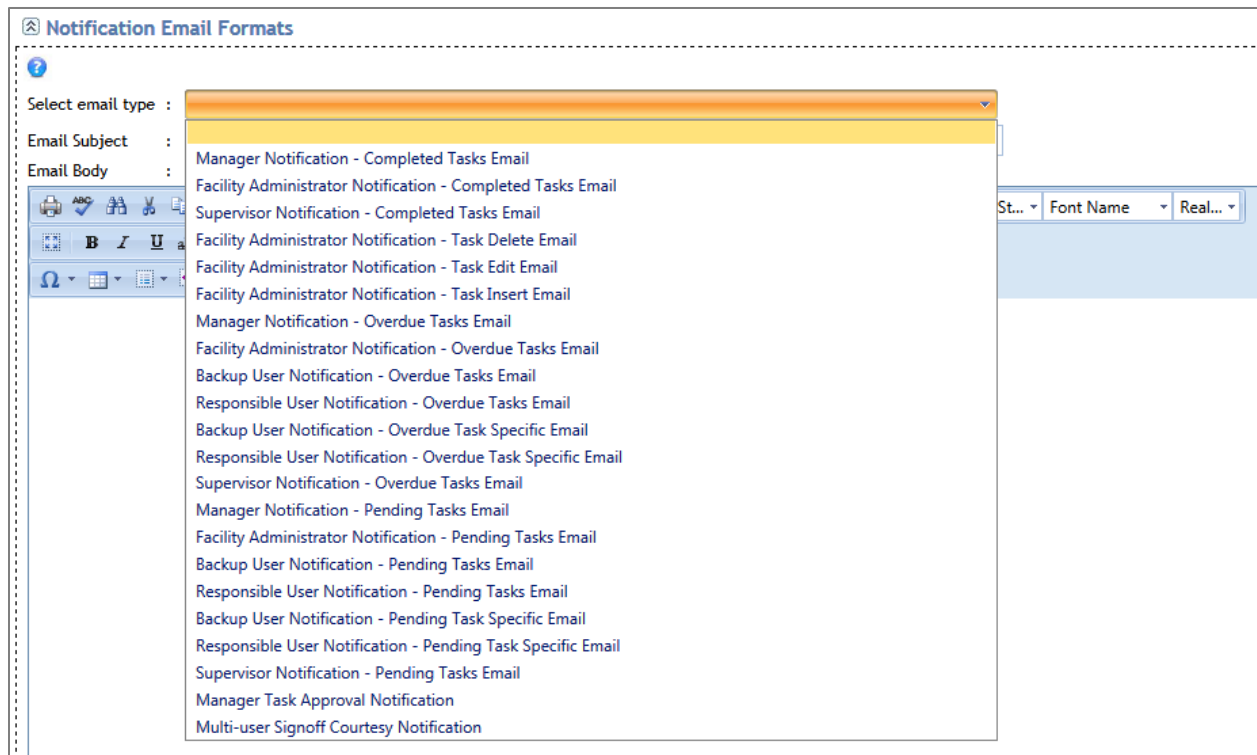 Notification Email Formats
?
Select email type :
Email Subject :
Email Body :
Manager Notification - Completed Tasks Email
Facility Administrator Notification - Completed Tasks Email
Supervisor Notification - Completed Tasks Email
Facility Administrator Notification - Task Delete Email
Facility Administrator Notification - Task Edit Email
Facility Administrator Notification - Task Insert Email
Manager Notification - Overdue Tasks Email
Facility Administrator Notification - Overdue Tasks Email
Backup User Notification - Overdue Tasks Email
Responsible User Notification - Overdue Tasks Email
Backup User Notification - Overdue Task Specific Email
Responsible User Notification - Overdue Task Specific Email
Supervisor Notification - Overdue Tasks Email
Manager Notification - Pending Tasks Email
Facility Administrator Notification - Pending Tasks Email
Backup User Notification - Pending Tasks Email
Responsible User Notification - Pending Tasks Email
Backup User Notification - Pending Task Specific Email
Responsible User Notification - Pending Task Specific Email
Supervisor Notification - Pending Tasks Email
Manager Task Approval Notification
Multi-user Signoff Courtesy Notification
ABC St... Font Name Real...
B I U a
Ω